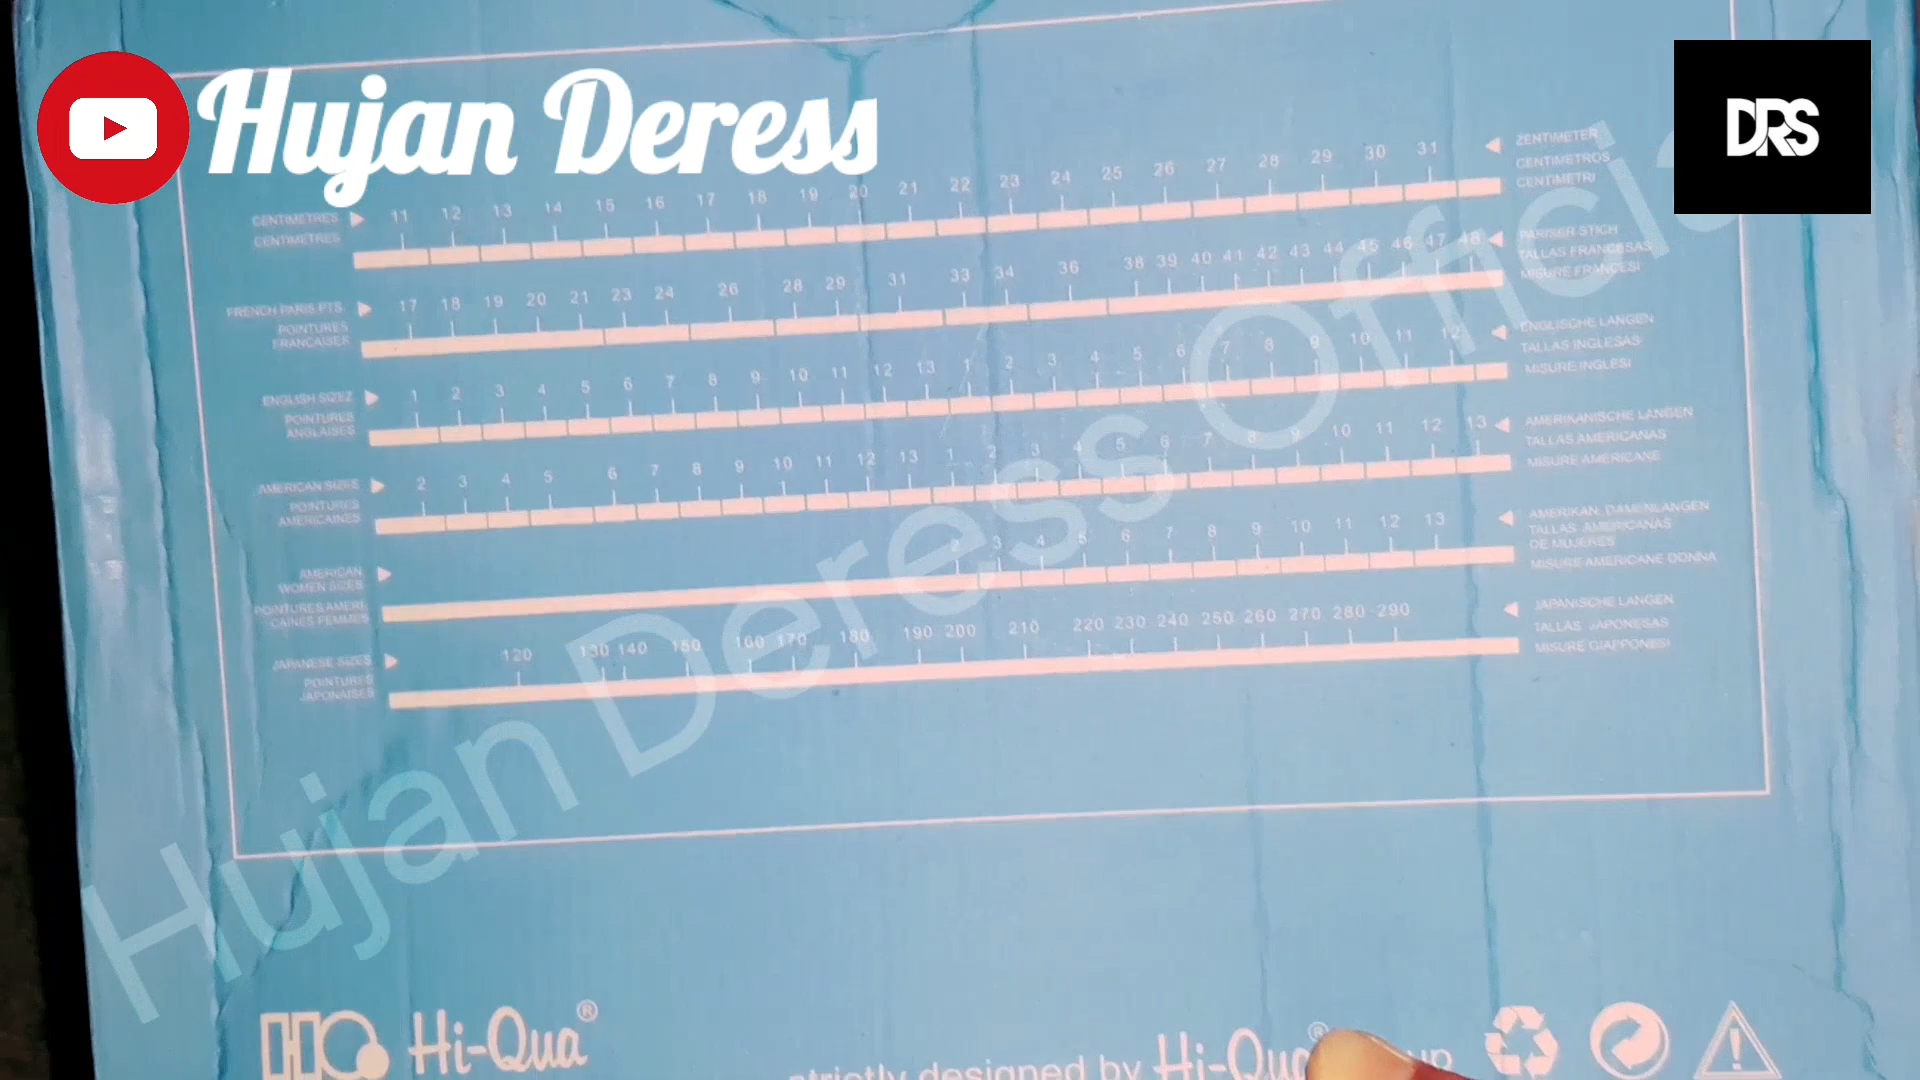 Hujan Deress
DRS
CENTIMETRES
CENTIMETRES
11 12 13 14 15 16 17 18 19 20 21 22 23 24 25 26 27 28 29 30 31
ZENTIMETER
CENTIMETROS
CENTIMETRI
FRENCH PARIS PTS
POINTURES
FRANCAISES
17 18 19 20 21 23 24 26 28 29 31 33 34 36 38 39 40 41 42 43 44 45 46 47 48
PARISER STICH
TALLAS FRANCESAS
MISURE FRANCESI
ENGLISH SIZEZ
POINTURES
ANGLAISES
1 2 3 4 5 6 7 8 9 10 11 12 13 1 2 3 4 5 6 7 8 9 10 11 12
ENGLISCHE LANGEN
TALLAS INGLESAS
MISURE INGLESI
AMERICAN SIZES
POINTURES
AMERICAINES
2 3 4 5 6 7 8 9 10 11 12 13 1 2 3 4 5 6 7 8 9 10 11 12 13
AMERIKANISCHE LANGEN
TALLAS AMERICANAS
MISURE AMERICANE
AMERICAN
WOMEN SIZES
POINTURES AMERI
CAINES FEMMES
2 3 4 5 6 7 8 9 10 11 12 13
AMERIKAN. DAMENLANGEN
TALLAS AMERICANAS
DE MUJERES
MISURE AMERICANE DONNA
JAPANESE SIZES
POINTURES
JAPONAISES
120 130 140 150 160 170 180 190 200 210 220 230 240 250 260 270 280 290
JAPANISCHE LANGEN
TALLAS JAPONESAS
MISURE GIAPPONESI
Hujan Deress Official
HQ Hi-Qua®
strictly designed by Hi-Qua®